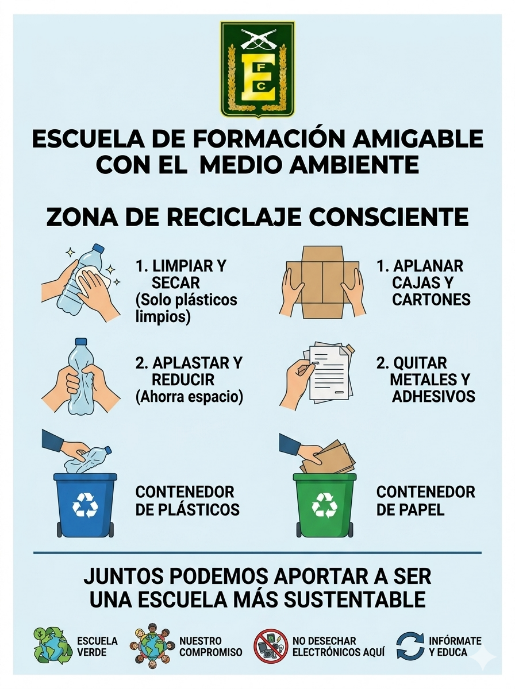 E
F
C
ESCUELA DE FORMACIÓN AMIGABLE
CON EL MEDIO AMBIENTE
ZONA DE RECICLAJE CONSCIENTE
1. LIMPIAR Y
SECAR
(Solo plásticos
limpios)
1. APLANAR
CAJAS Y
CARTONES
2. APLASTAR Y
REDUCIR
(Ahorra espacio)
2. QUITAR
METALES Y
ADHESIVOS
CONTENEDOR
DE PLÁSTICOS
CONTENEDOR
DE PAPEL
JUNTOS PODEMOS APORTAR A SER
UNA ESCUELA MÁS SUSTENTABLE
ESCUELA
VERDE
NUESTRO
COMPROMISO
NO DESECHAR
ELECTRÓNICOS AQUÍ
INFÓRMATE
Y EDUCA